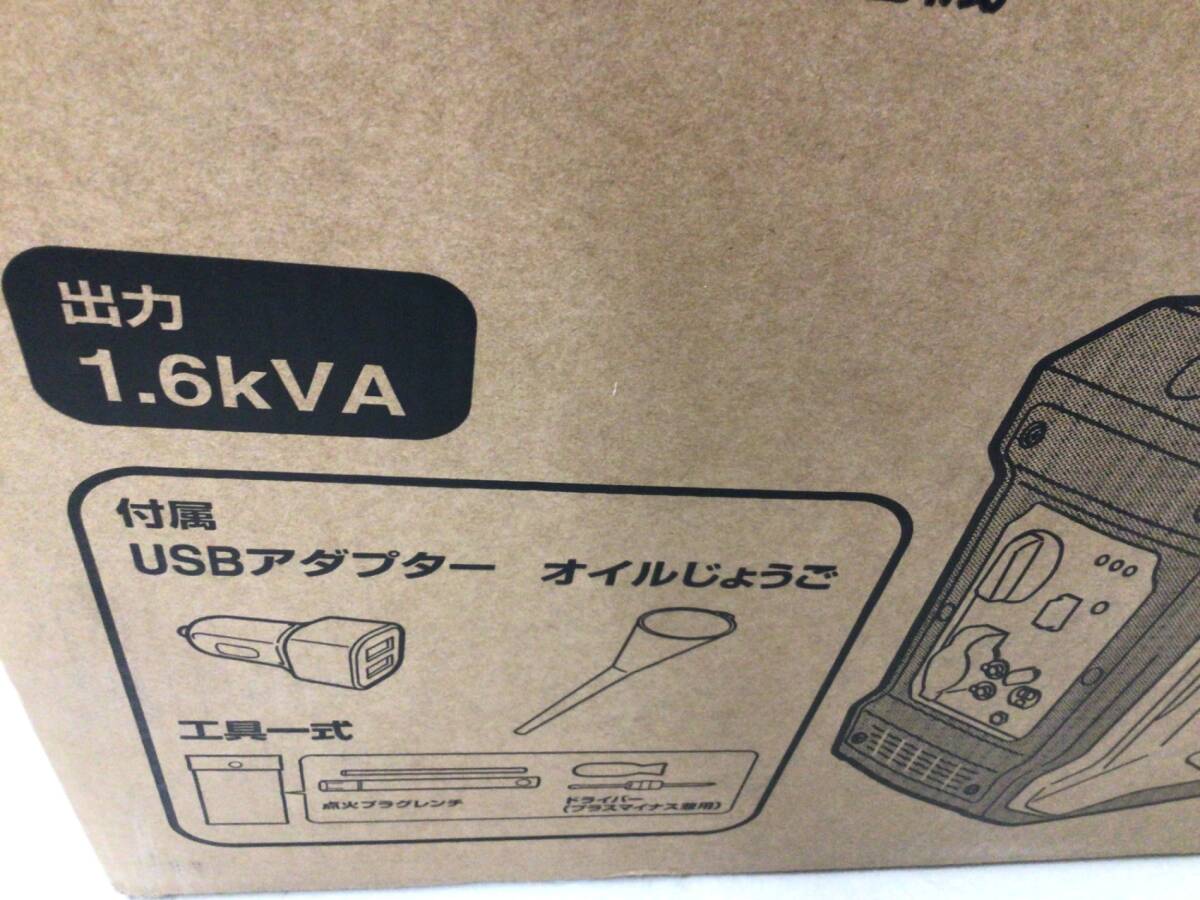 出力
1.6kVA
付属
USBアダプター オイルじょうご
工具一式
点火プラグレンチ
ドライバー
(プラスマイナス兼用)